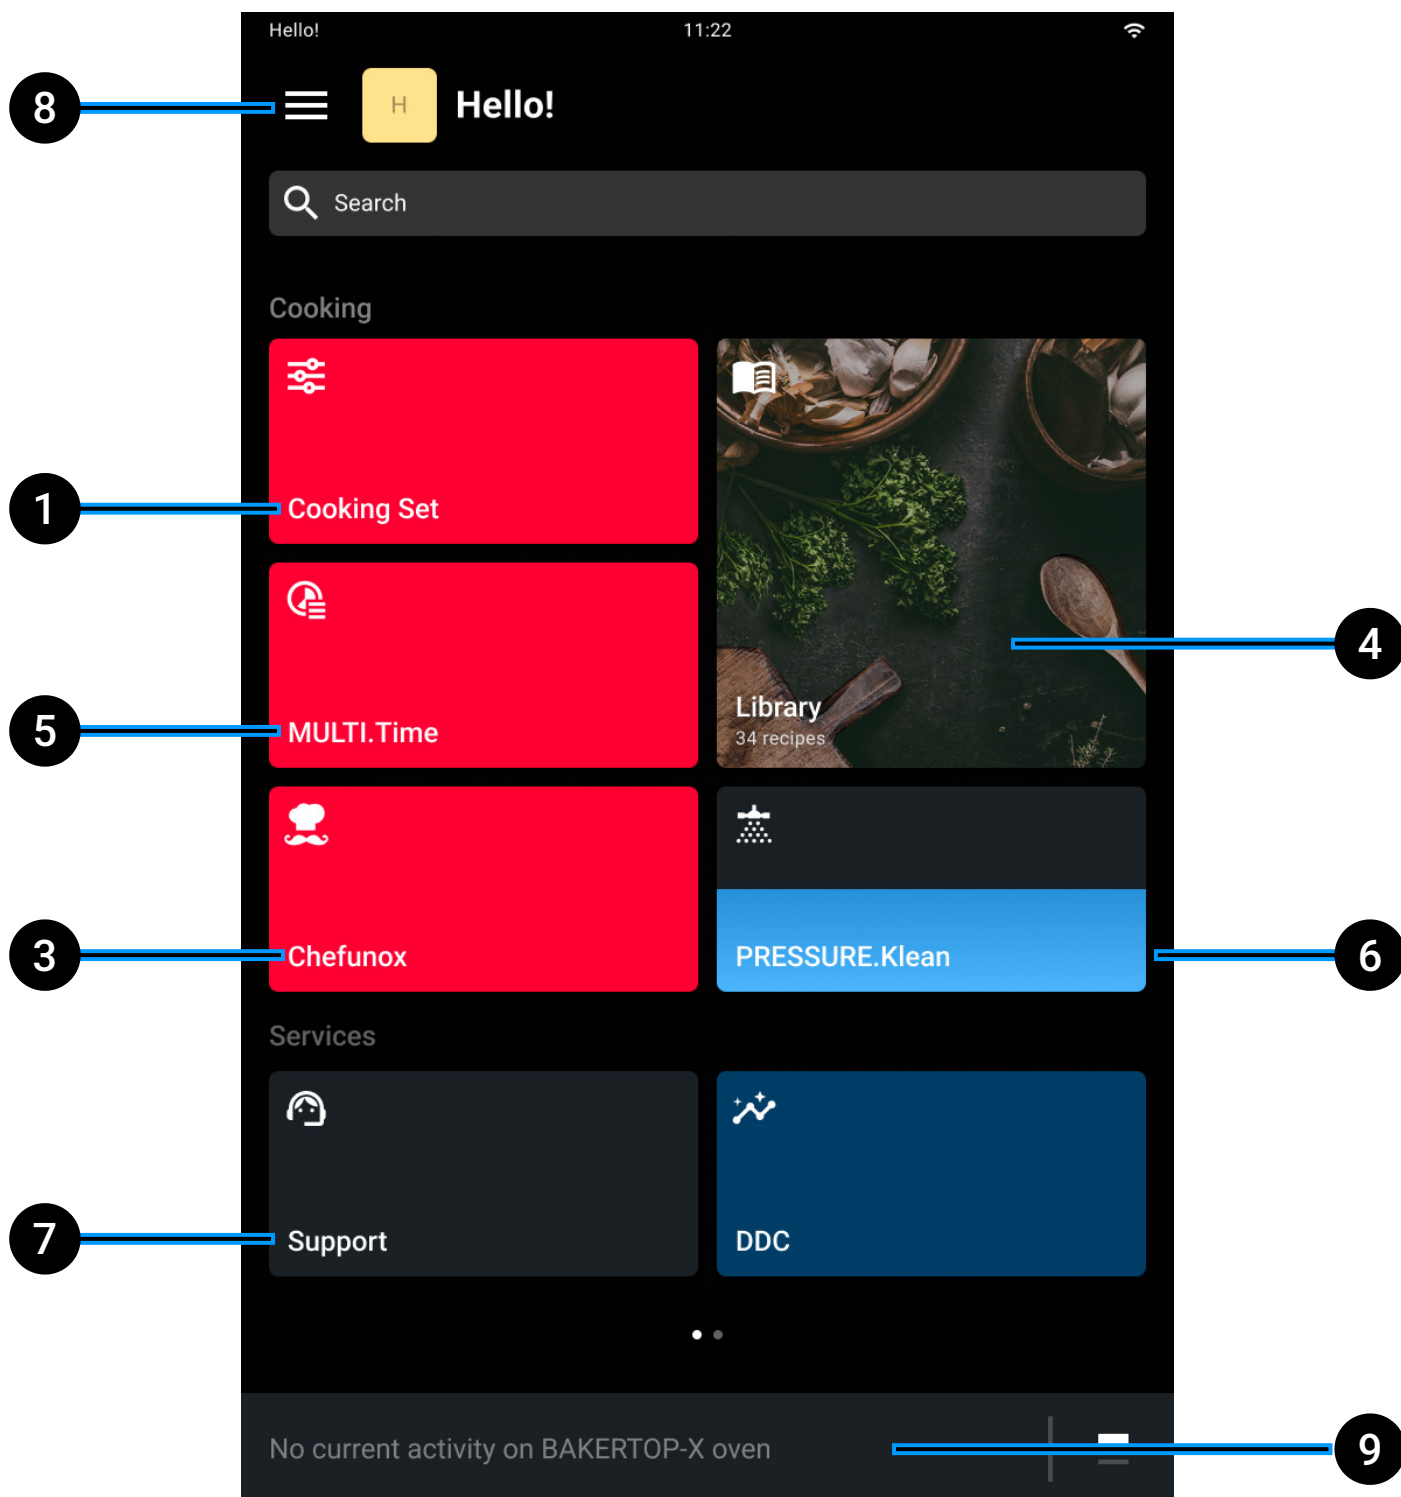 Hello! 11:22
8
H Hello!
Search
Cooking
1 Cooking Set
5 MULTI.Time
Library
34 recipes
4
3 Chefunox
PRESSURE.Klean 6
Services
7 Support
DDC
No current activity on BAKERTOP-X oven 9